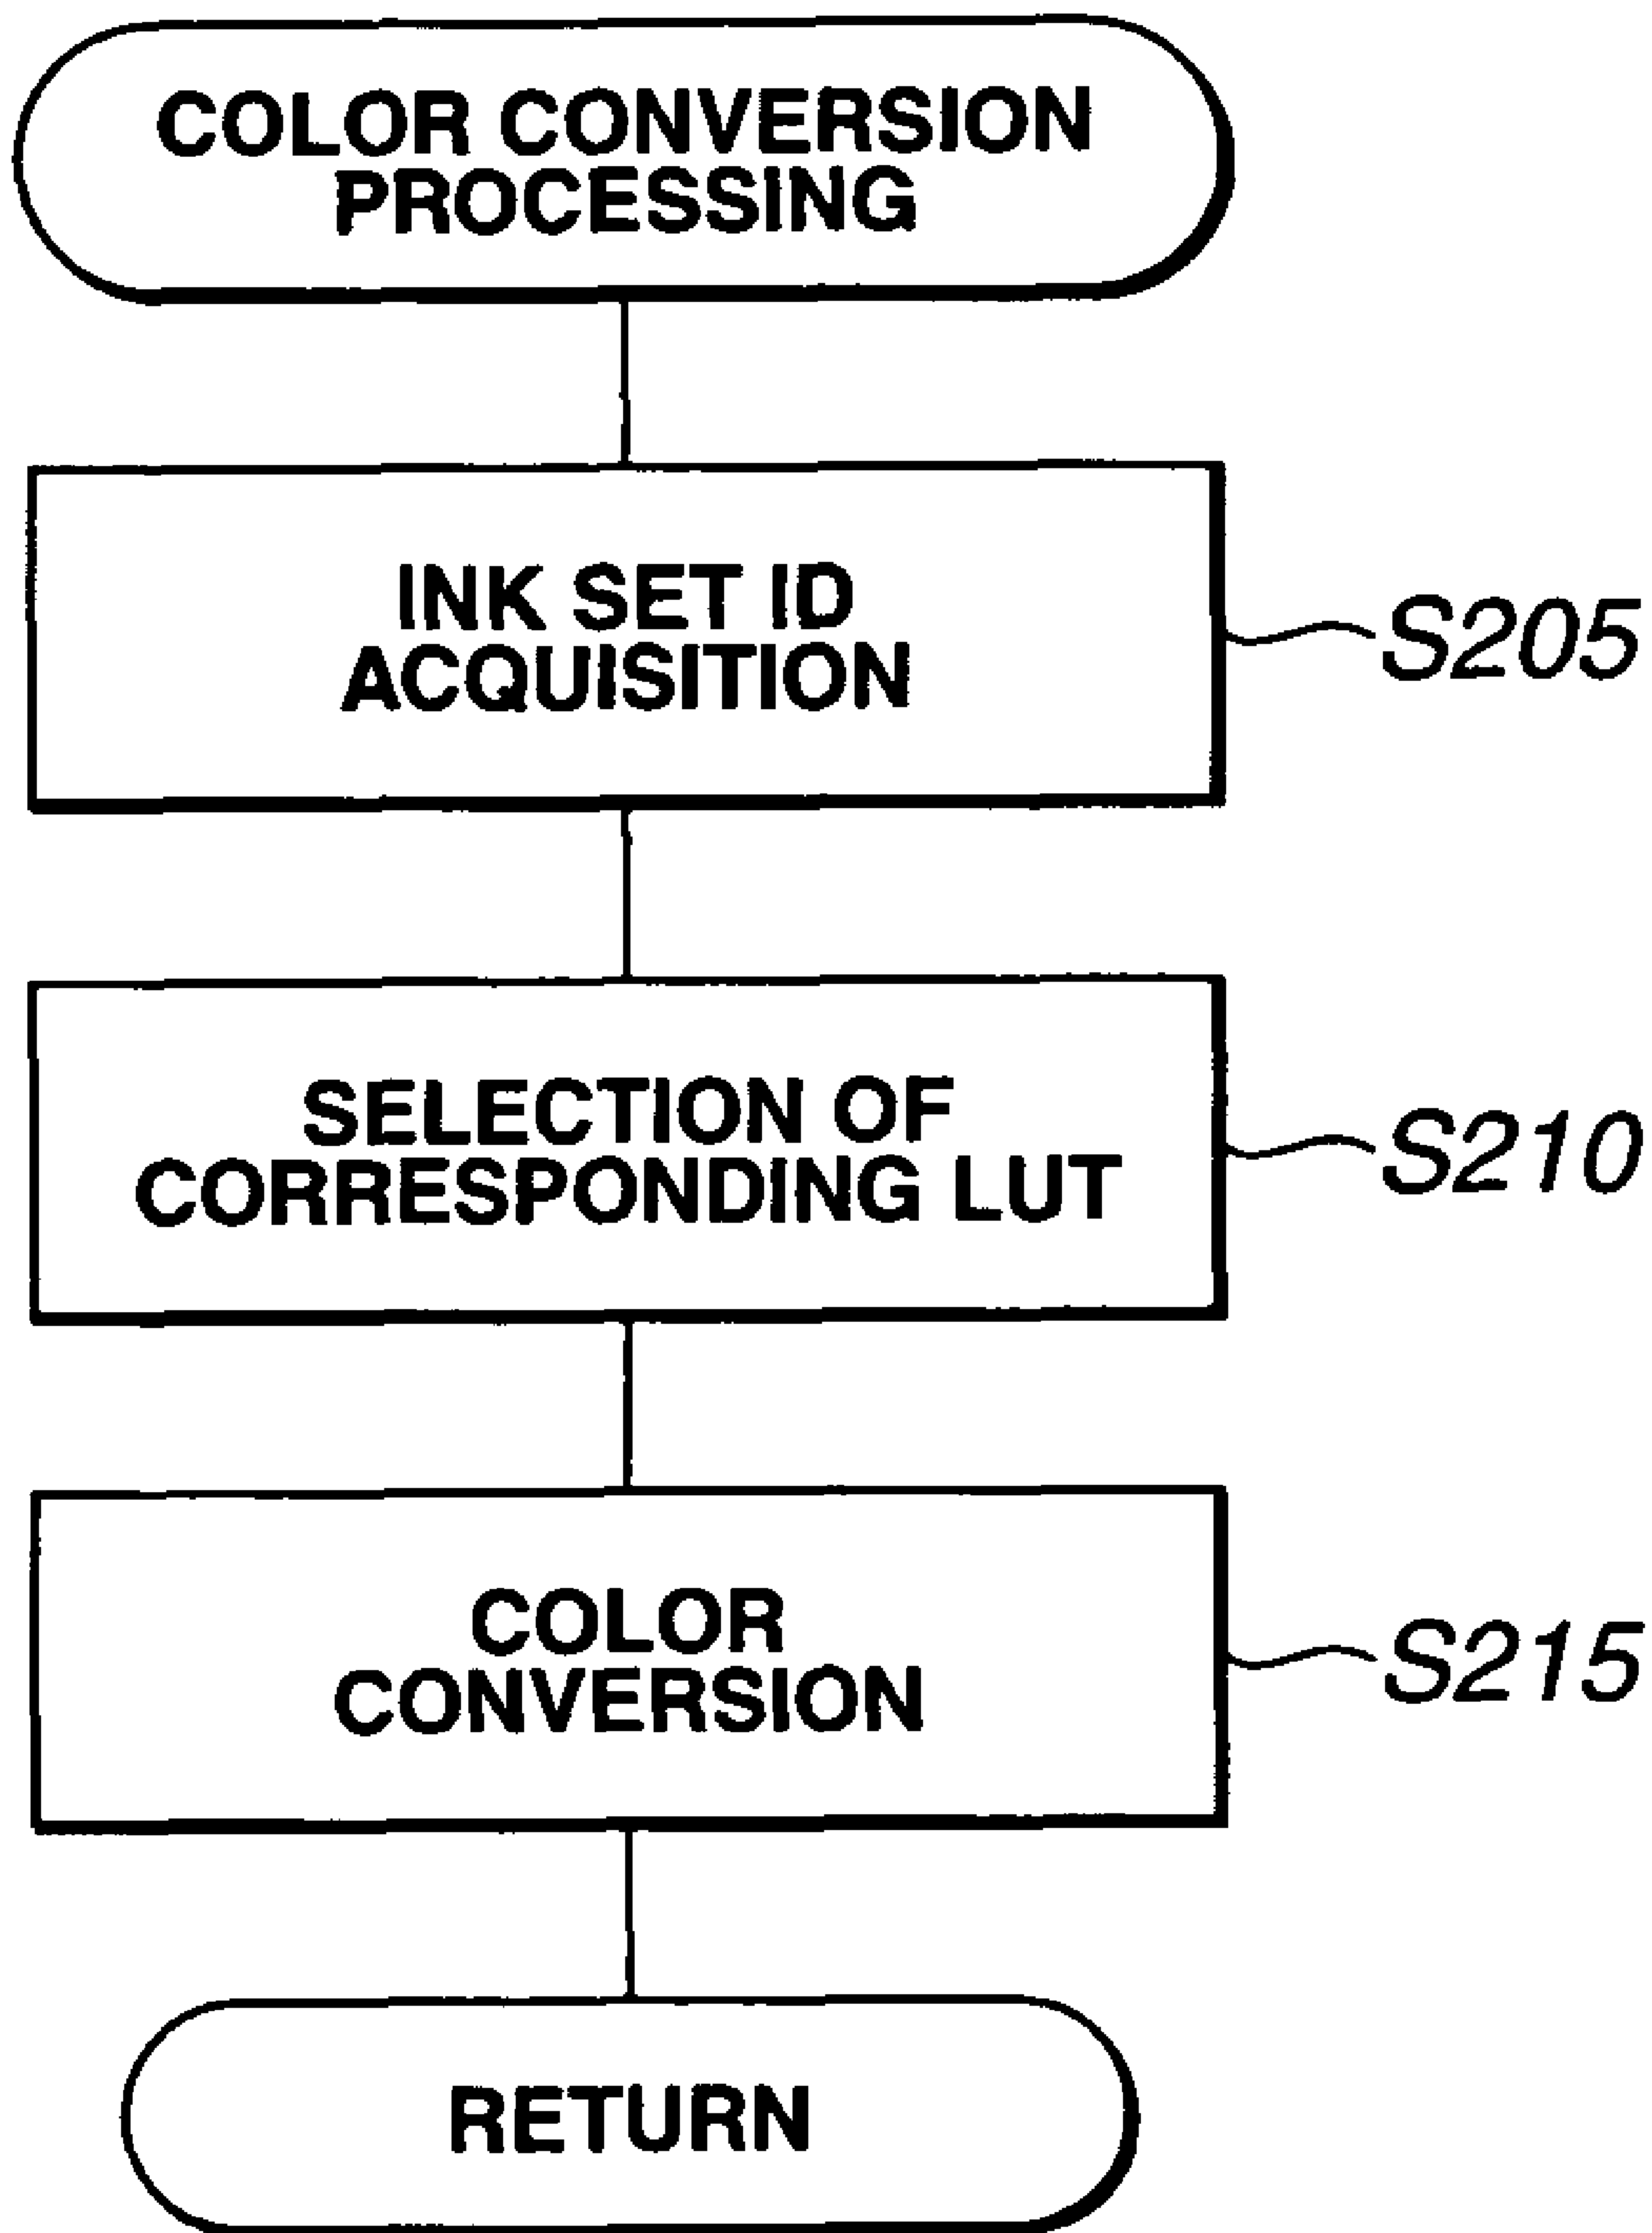 COLOR CONVERSION
PROCESSING
INK SET ID
ACQUISITION
S205
SELECTION OF
CORRESPONDING LUT
S210
COLOR
CONVERSION
S215
RETURN